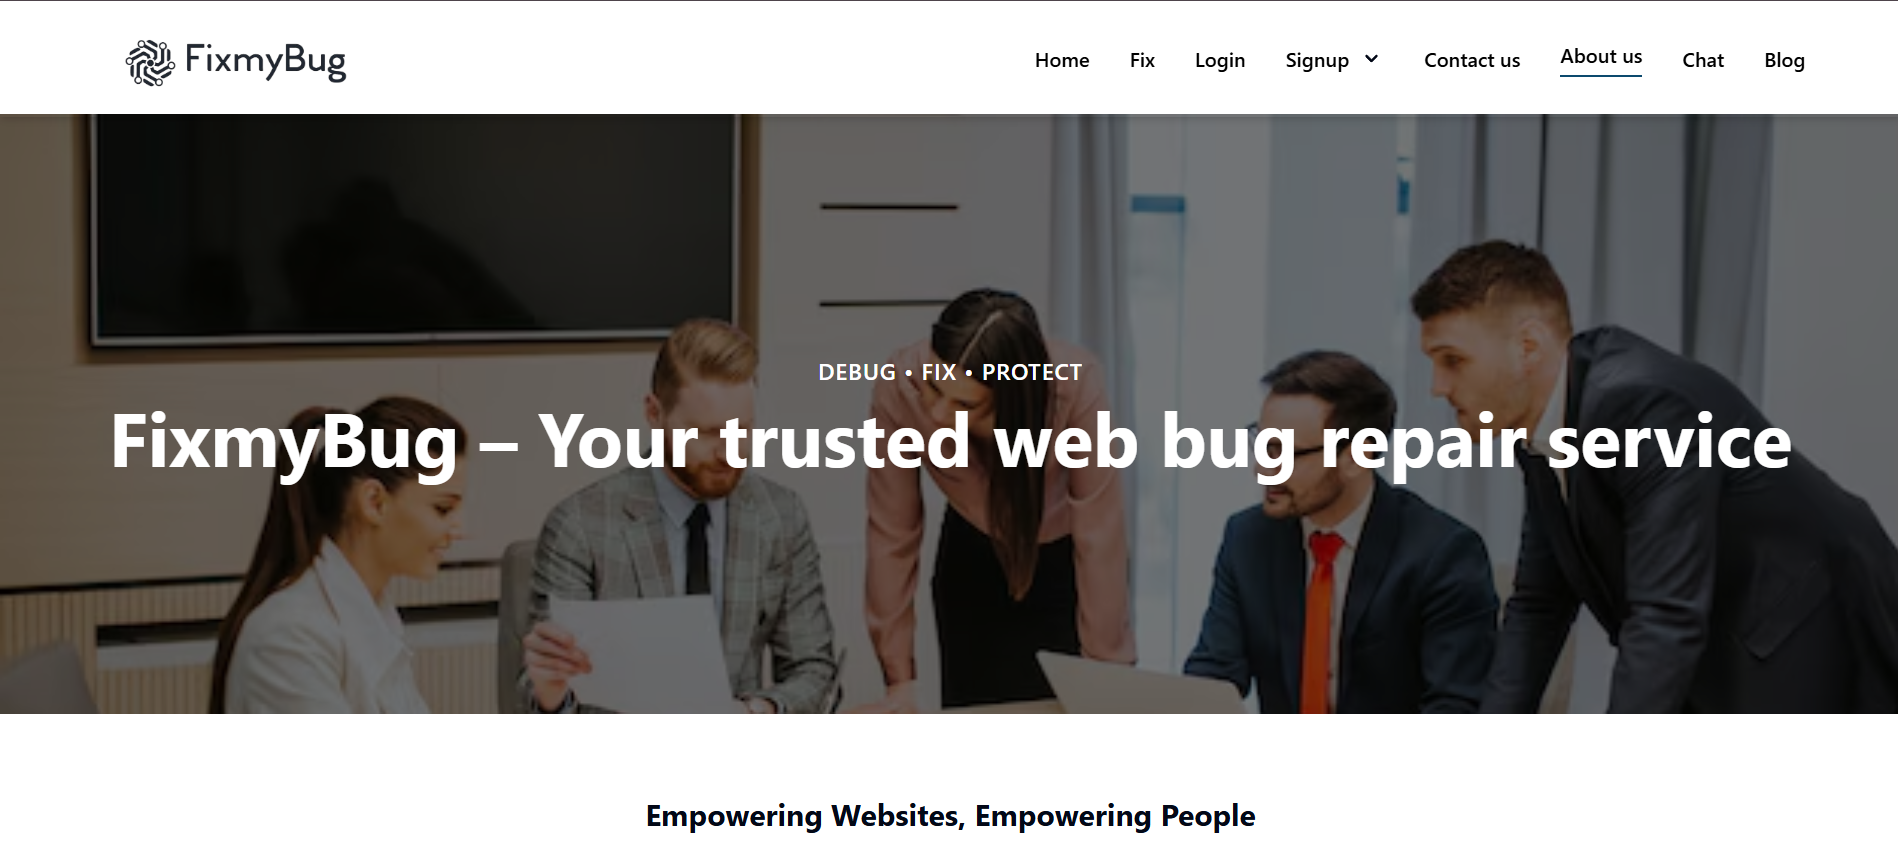 FixmyBug
Home Fix Login Signup Contact us About us Chat Blog
DEBUG • FIX • PROTECT
FixmyBug – Your trusted web bug repair service
Empowering Websites, Empowering People